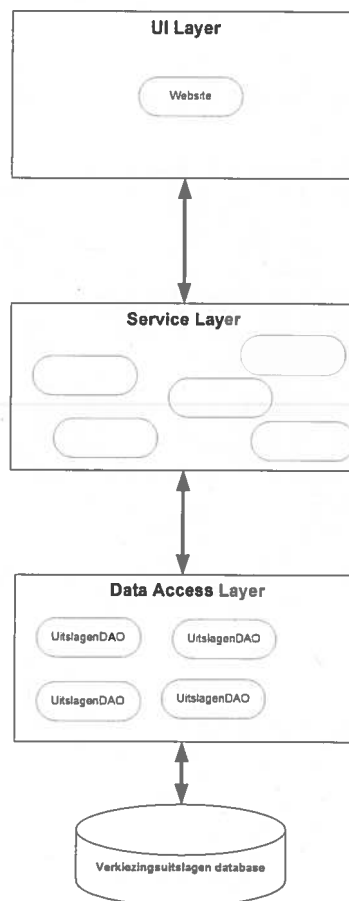 UI Layer
Website
Service Layer
Data Access Layer
UitslagenDAO
UitslagenDAO
UitslagenDAO
UitslagenDAO
Verkiezingsuitslagen database